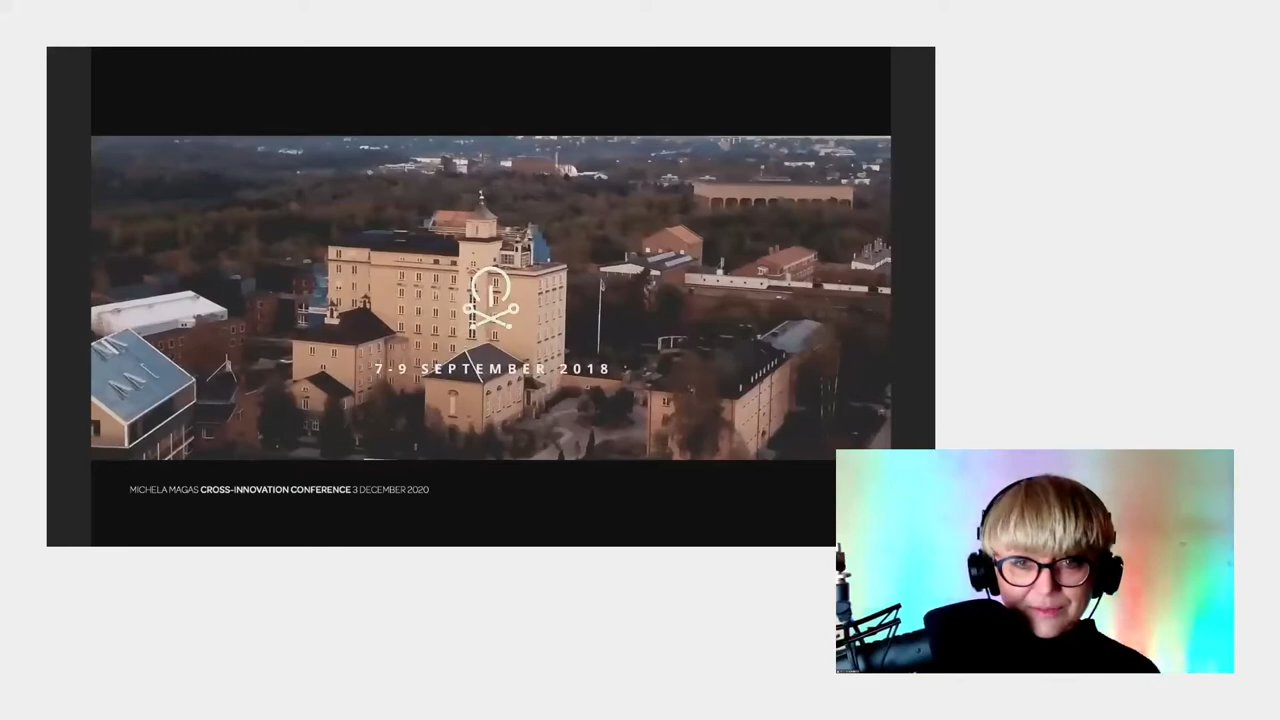 7-9 SEPTEMBER 2018
MICHELA MAGAS CROSS-INNOVATION CONFERENCE 3 DECEMBER 2020